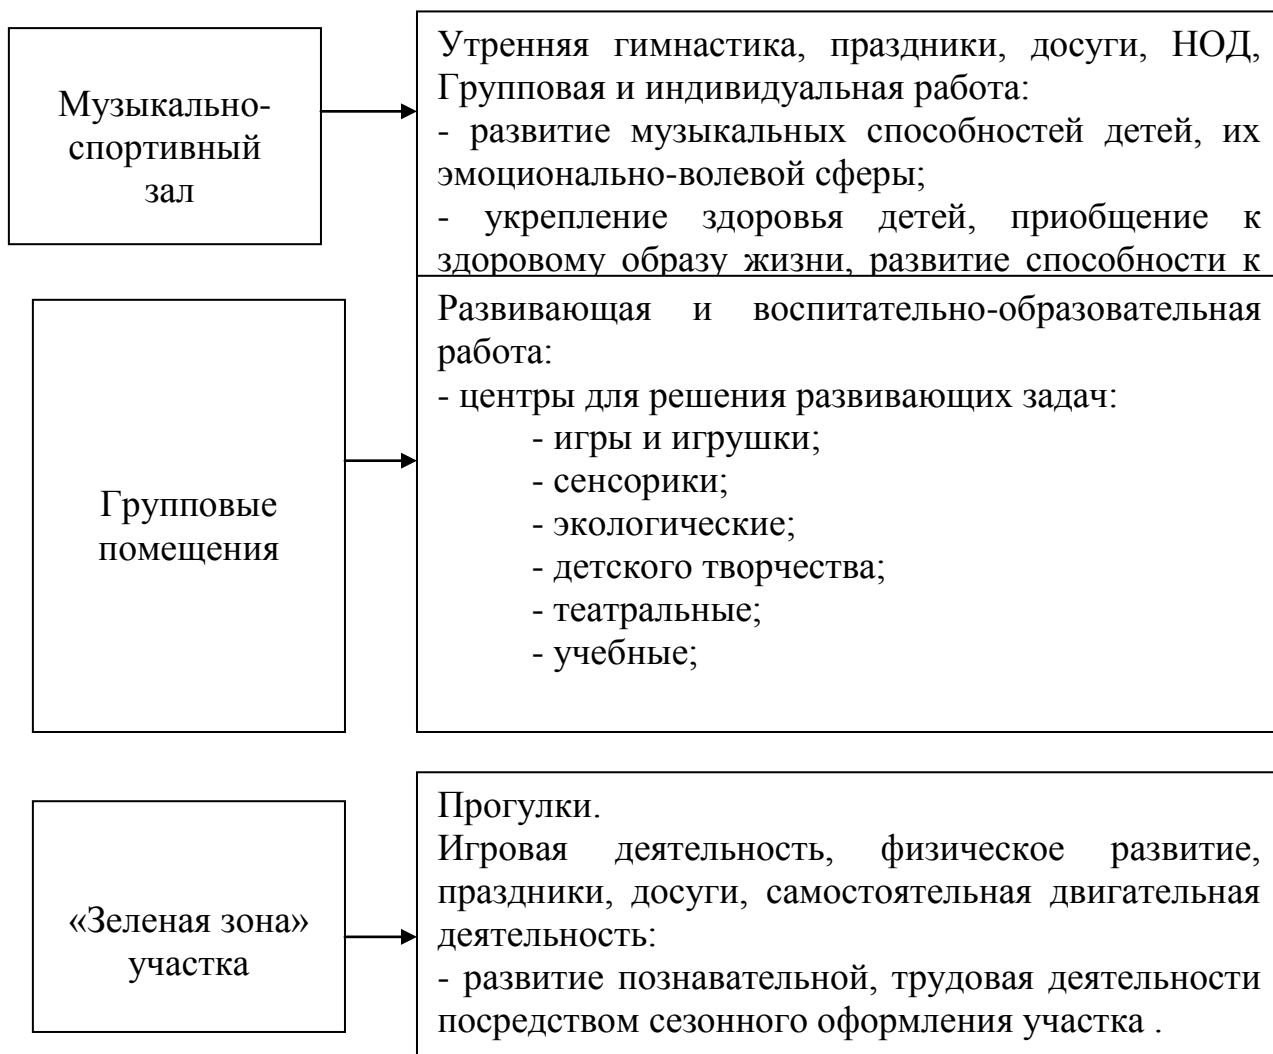 Музыкально-
спортивный
зал
Утренняя гимнастика, праздники, досуги, НОД,
Групповая и индивидуальная работа:
- развитие музыкальных способностей детей, их
эмоционально-волевой сферы;
- укрепление здоровья детей, приобщение к
здоровому образу жизни, развитие способности к
Групповые
помещения
Развивающая и воспитательно-образовательная
работа:
- центры для решения развивающих задач:
- игры и игрушки;
- сенсорики;
- экологические;
- детского творчества;
- театральные;
- учебные;
«Зеленая зона»
участка
Прогулки.
Игровая деятельность, физическое развитие,
праздники, досуги, самостоятельная двигательная
деятельность:
- развитие познавательной, трудовая деятельности
посредством сезонного оформления участка .